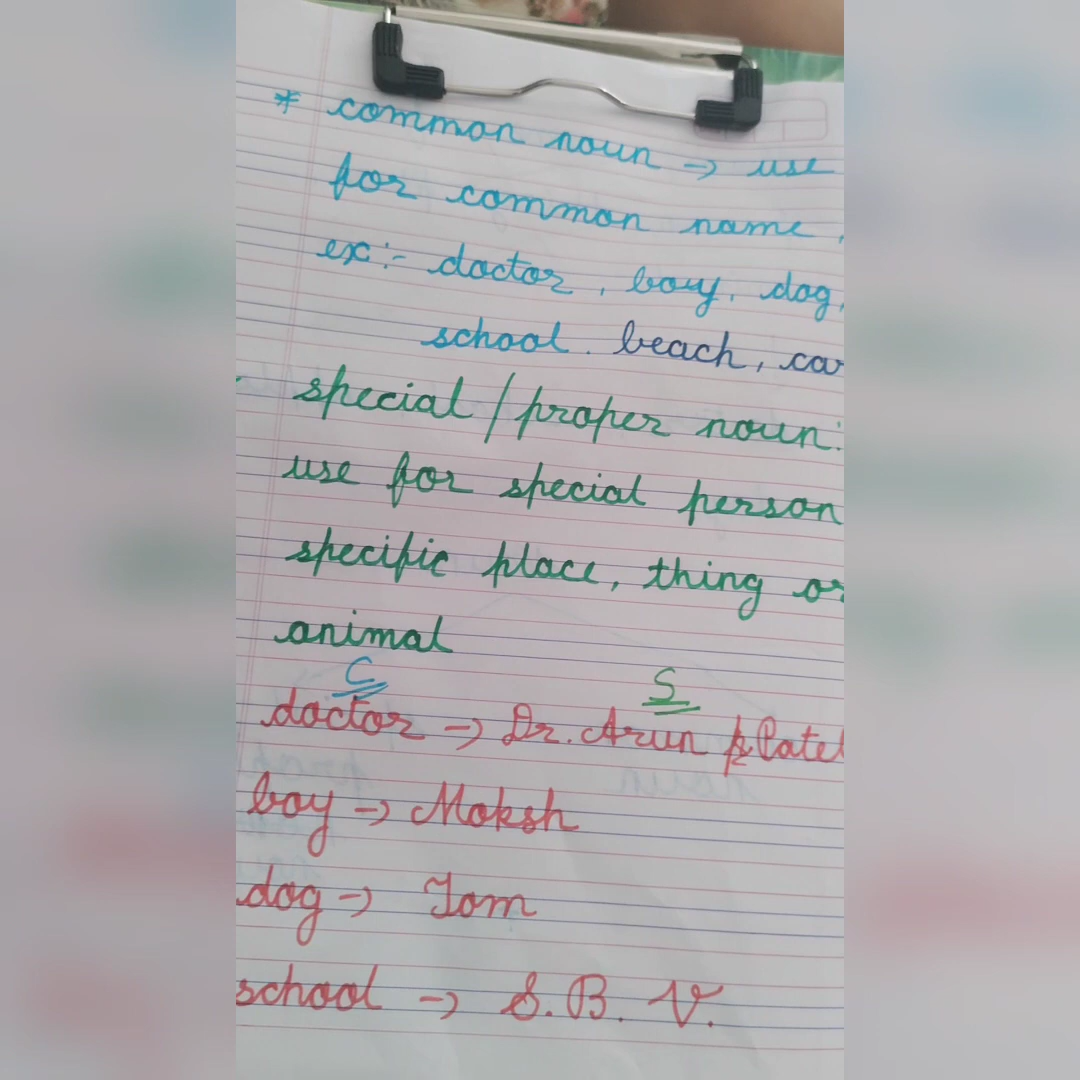 * common noun → use
for common name,
ex:- doctor, boy, dog,
school. beach, car
special/proper noun:
use for special person
specific place, thing or
animal
C S
doctor → Dr. Arun Patel
boy → Moksh
dog → Tom
school → S. B. V.